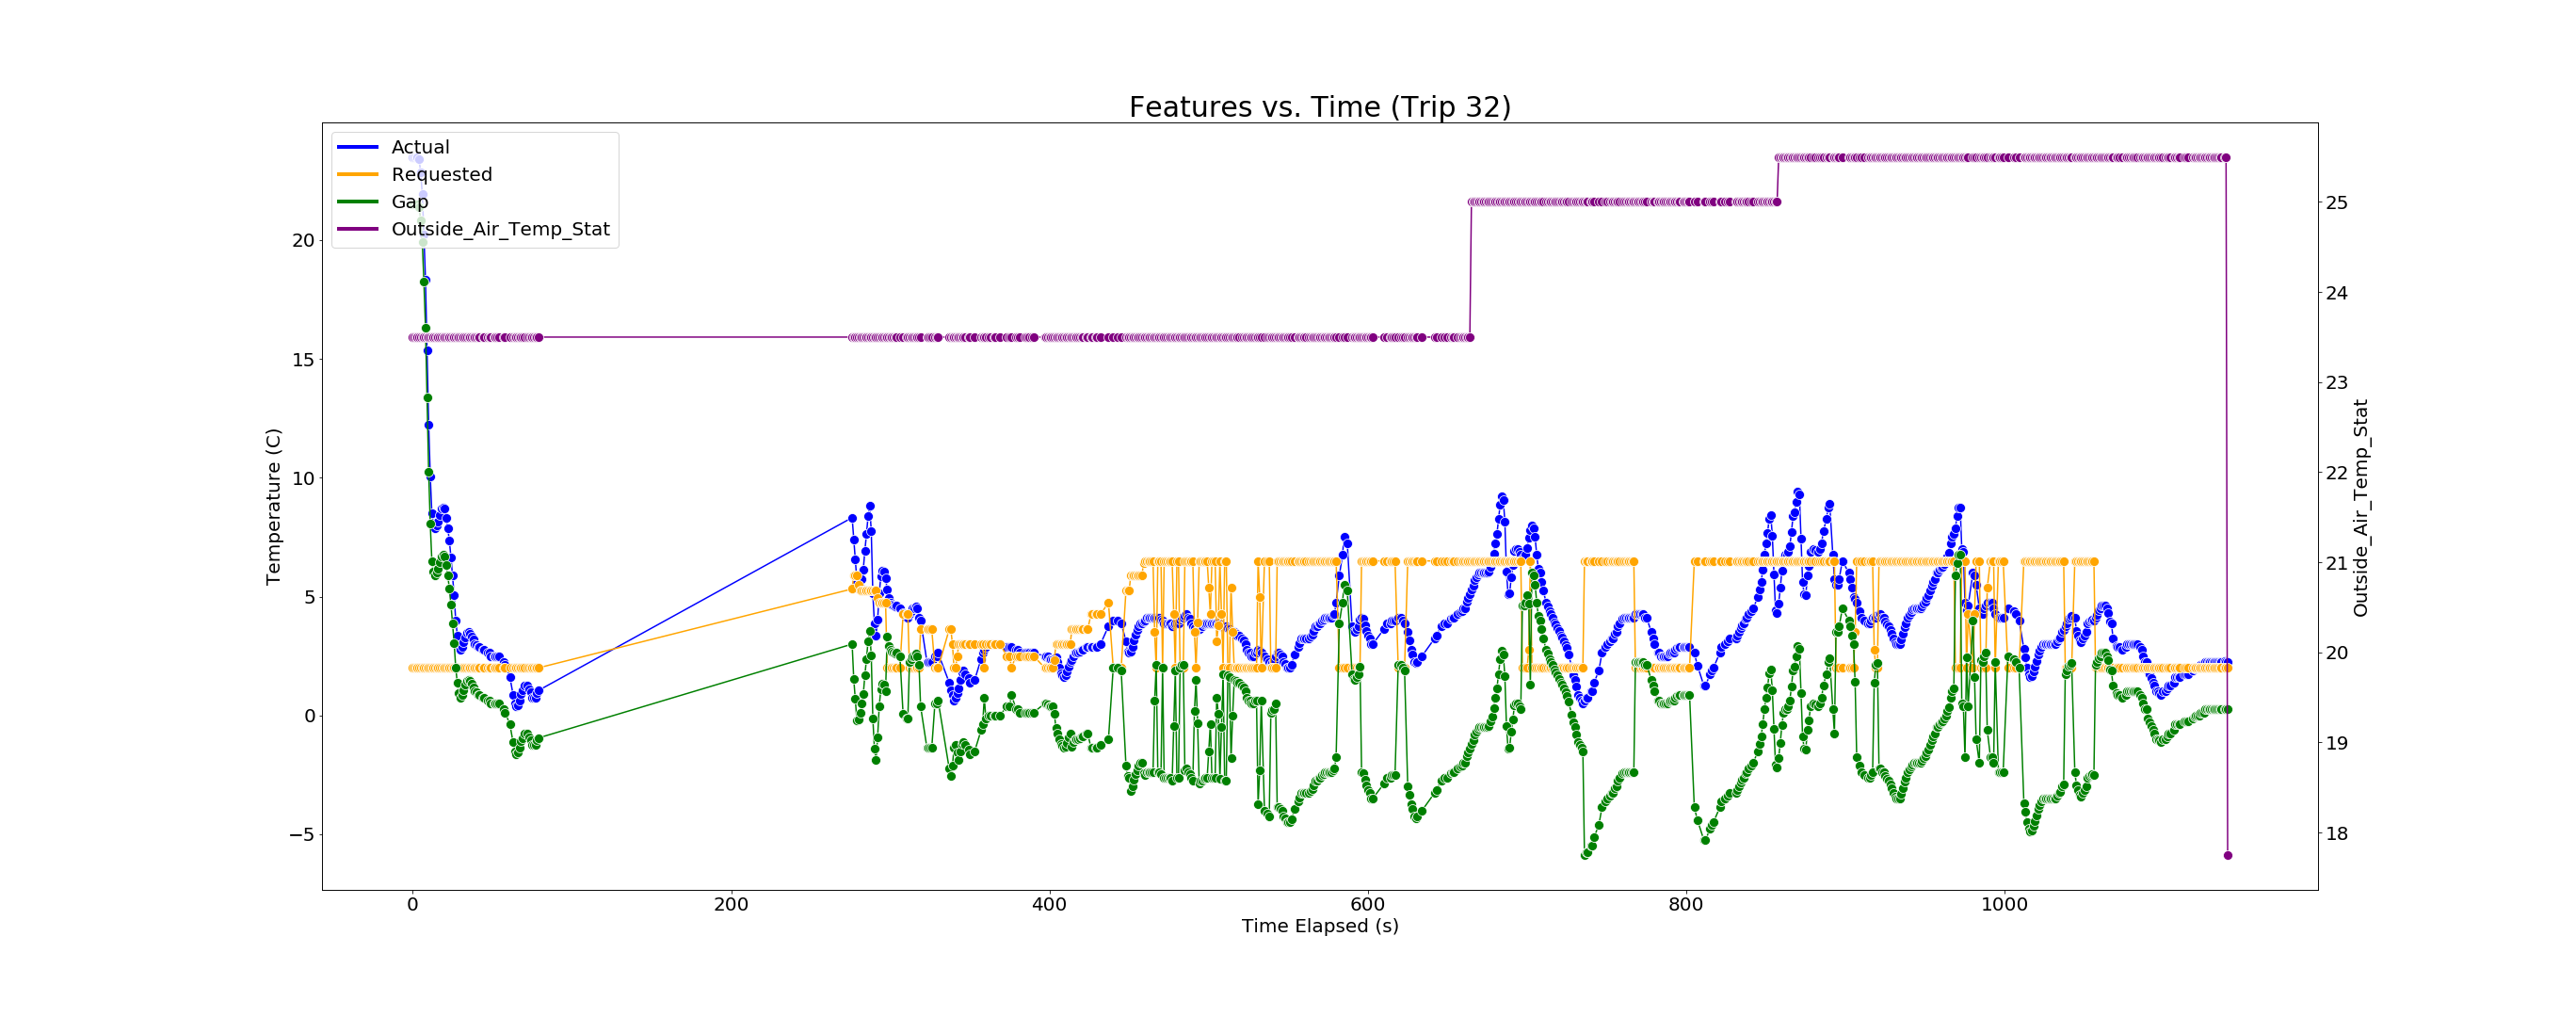 Features vs. Time (Trip 32)
Actual
Requested
Gap
Outside_Air_Temp_Stat
Temperature (C)
20
15
10
5
0
−5
25
24
23
22
21
20
19
18
Outside_Air_Temp_Stat
0 200 400 600 800 1000
Time Elapsed (s)